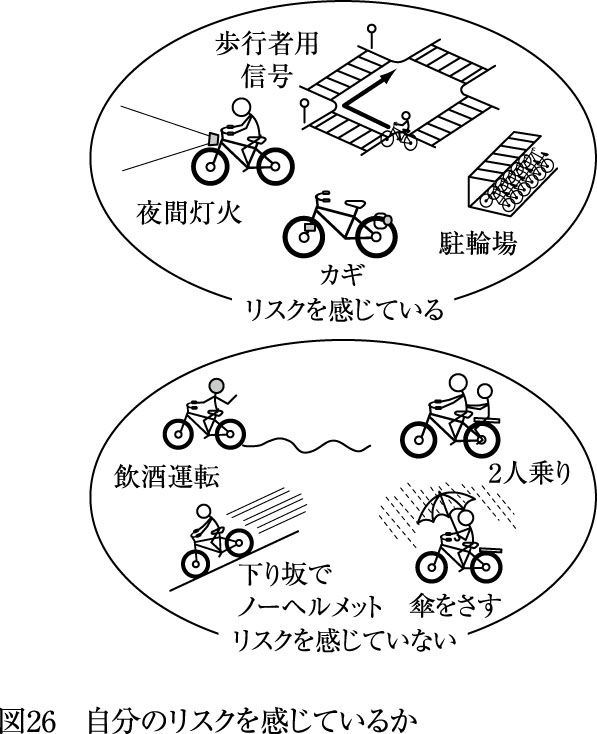 歩行者用
信号
夜間灯火
駐輪場
カギ
リスクを感じている
飲酒運転
2人乗り
下り坂で
ノーヘルメット
傘をさす
リスクを感じていない
図26　自分のリスクを感じているか